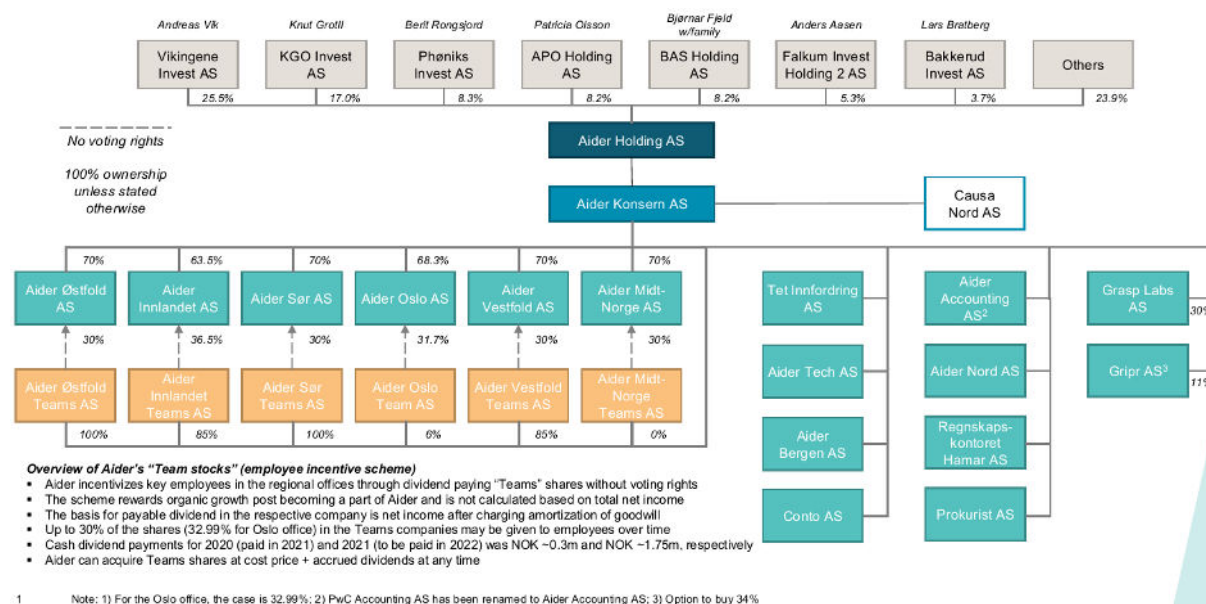 Andreas Vik
Knut Grotli
Berit Rongsjord
Patricia Olsson
Bjørnar Fjeld
w/family
Anders Aasen
Lars Bratberg
Vikingene
Invest AS
KGO Invest
AS
Phøniks
Invest AS
APO Holding
AS
BAS Holding
AS
Falkum Invest
Holding 2 AS
Bakkerud
Invest AS
Others
25.5%
17.0%
8.3%
8.2%
8.2%
5.3%
3.7%
23.9%
No voting rights
100% ownership
unless stated
otherwise
Aider Holding AS
Aider Konsern AS
Causa
Nord AS
70%
63.5%
70%
68.3%
70%
70%
Aider Østfold
AS
Aider
Innlandet AS
Aider Sør AS
Aider Oslo AS
Aider
Vestfold AS
Aider Midt-
Norge AS
30%
36.5%
30%
31.7%
30%
30%
Aider Østfold
Teams AS
Aider
Innlandet
Teams AS
Aider Sør
Teams AS
Aider Oslo
Team AS
Aider Vestfold
Teams AS
Aider Midt-
Norge
Teams AS
100%
85%
100%
6%
85%
0%
Tet Innfordring
AS
Aider Tech AS
Aider
Bergen AS
Conto AS
Aider
Accounting
AS2
Aider Nord AS
Regnskaps-
kontoret
Hamar AS
Prokurist AS
Grasp Labs
AS
30%
Gripr AS3
11%
Overview of Aider's "Team stocks" (employee incentive scheme)
▪ Aider incentivizes key employees in the regional offices through dividend paying "Teams" shares without voting rights
▪ The scheme rewards organic growth post becoming a part of Aider and is not calculated based on total net income
▪ The basis for payable dividend in the respective company is net income after charging amortization of goodwill
▪ Up to 30% of the shares (32.99% for Oslo office) in the Teams companies may be given to employees over time
▪ Cash dividend payments for 2020 (paid in 2021) and 2021 (to be paid in 2022) was NOK ~0.3m and NOK ~1.75m, respectively
▪ Aider can acquire Teams shares at cost price + accrued dividends at any time
1 Note: 1) For the Oslo office, the case is 32.99%; 2) PwC Accounting AS has been renamed to Aider Accounting AS; 3) Option to buy 34%